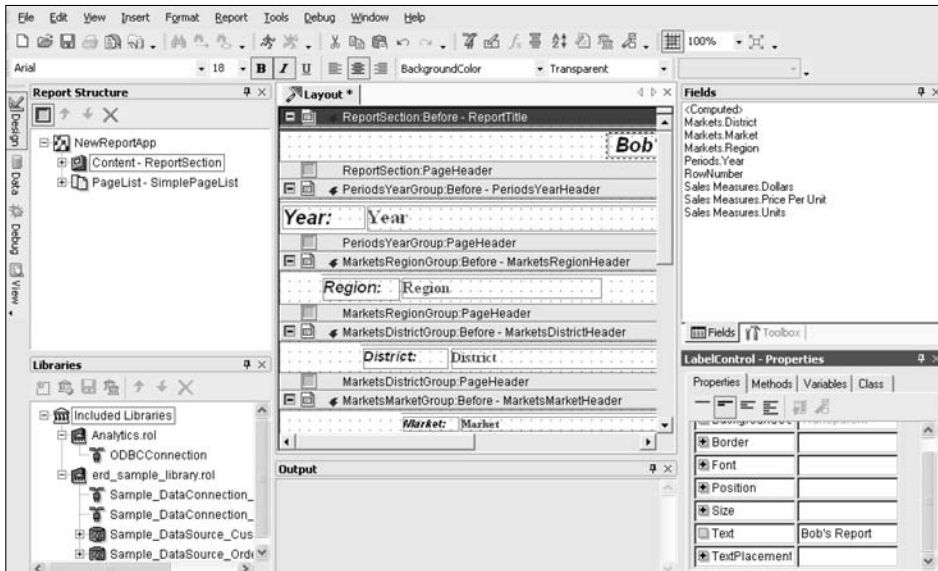 File Edit View Insert Format Report Tools Debug Window Help
100%
Arial 18 B I U BackgroundColor Transparent
Report Structure
NewReportApp
Content - ReportSection
PageList - SimplePageList
Design
Data
Debug
View
Libraries
Included Libraries
Analytics.rol
ODBCConnection
erd_sample_library.rol
Sample_DataConnection_
Sample_DataConnection_
Sample_DataSource_Cus
Sample_DataSource_Orde
Layout *
ReportSection:Before - ReportTitle
Bob'
ReportSection:PageHeader
PeriodsYearGroup:Before - PeriodsYearHeader
Year: Year
PeriodsYearGroup:PageHeader
MarketsRegionGroup:Before - MarketsRegionHeader
Region: Region
MarketsRegionGroup:PageHeader
MarketsDistrictGroup:Before - MarketsDistrictHeader
District: District
MarketsDistrictGroup:PageHeader
MarketsMarketGroup:Before - MarketsMarketHeader
Market: Market
Output
Fields
<Computed>
Markets.District
Markets.Market
Markets.Region
Periods.Year
RowNumber
Sales Measures.Dollars
Sales Measures.Price Per Unit
Sales Measures.Units
Fields Toolbox
LabelControl - Properties
Properties Methods Variables Class
Border
Font
Position
Size
Text Bob's Report
TextPlacement